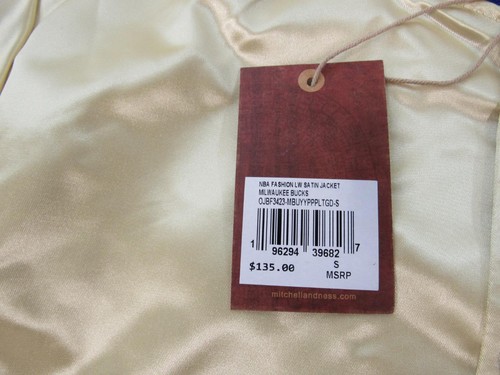 NBA FASHION LW SATIN JACKET
MILWAUKEE BUCKS
OJBF3423-MBUYYPPPLTGD-S
1 96294 39682 7
$135.00 S
MSRP
mitchellandness.com